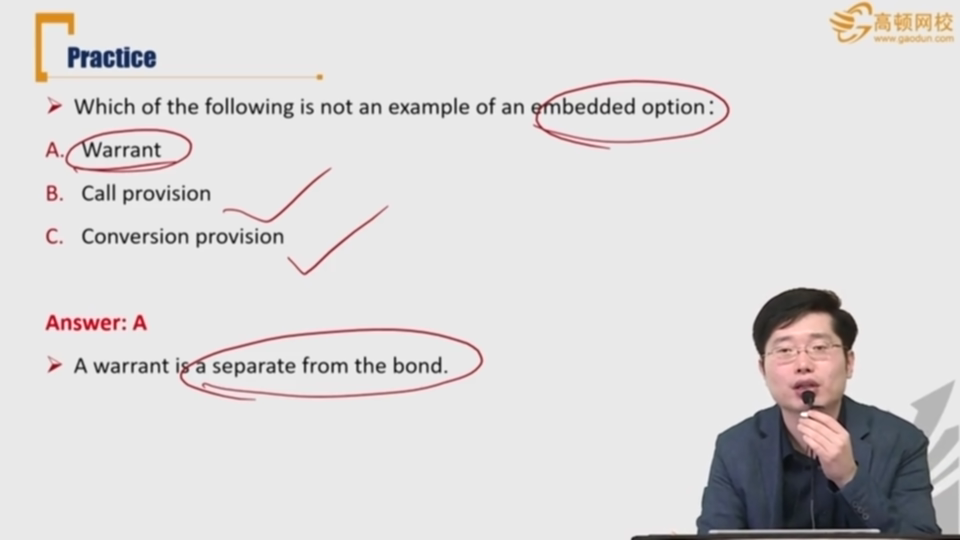 高顿网校
www.gaodun.com
Practice
➢ Which of the following is not an example of an embedded option：
A. Warrant
B. Call provision
C. Conversion provision
Answer: A
➢ A warrant is a separate from the bond.